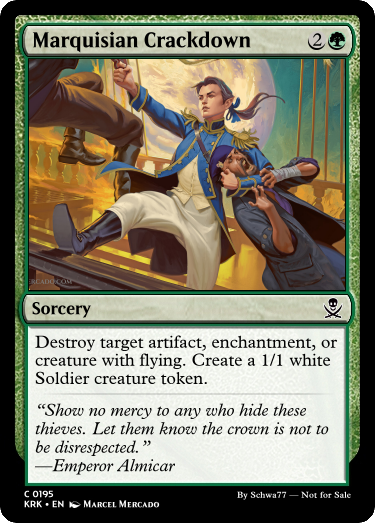 Marquisian Crackdown 2
Sorcery
Destroy target artifact, enchantment, or
creature with flying. Create a 1/1 white
Soldier creature token.
“Show no mercy to any who hide these
thieves. Let them know the crown is not to
be disrespected.”
—Emperor Almicar
C 0195
KRK • EN Marcel Mercado
By Schwa77 — Not for Sale